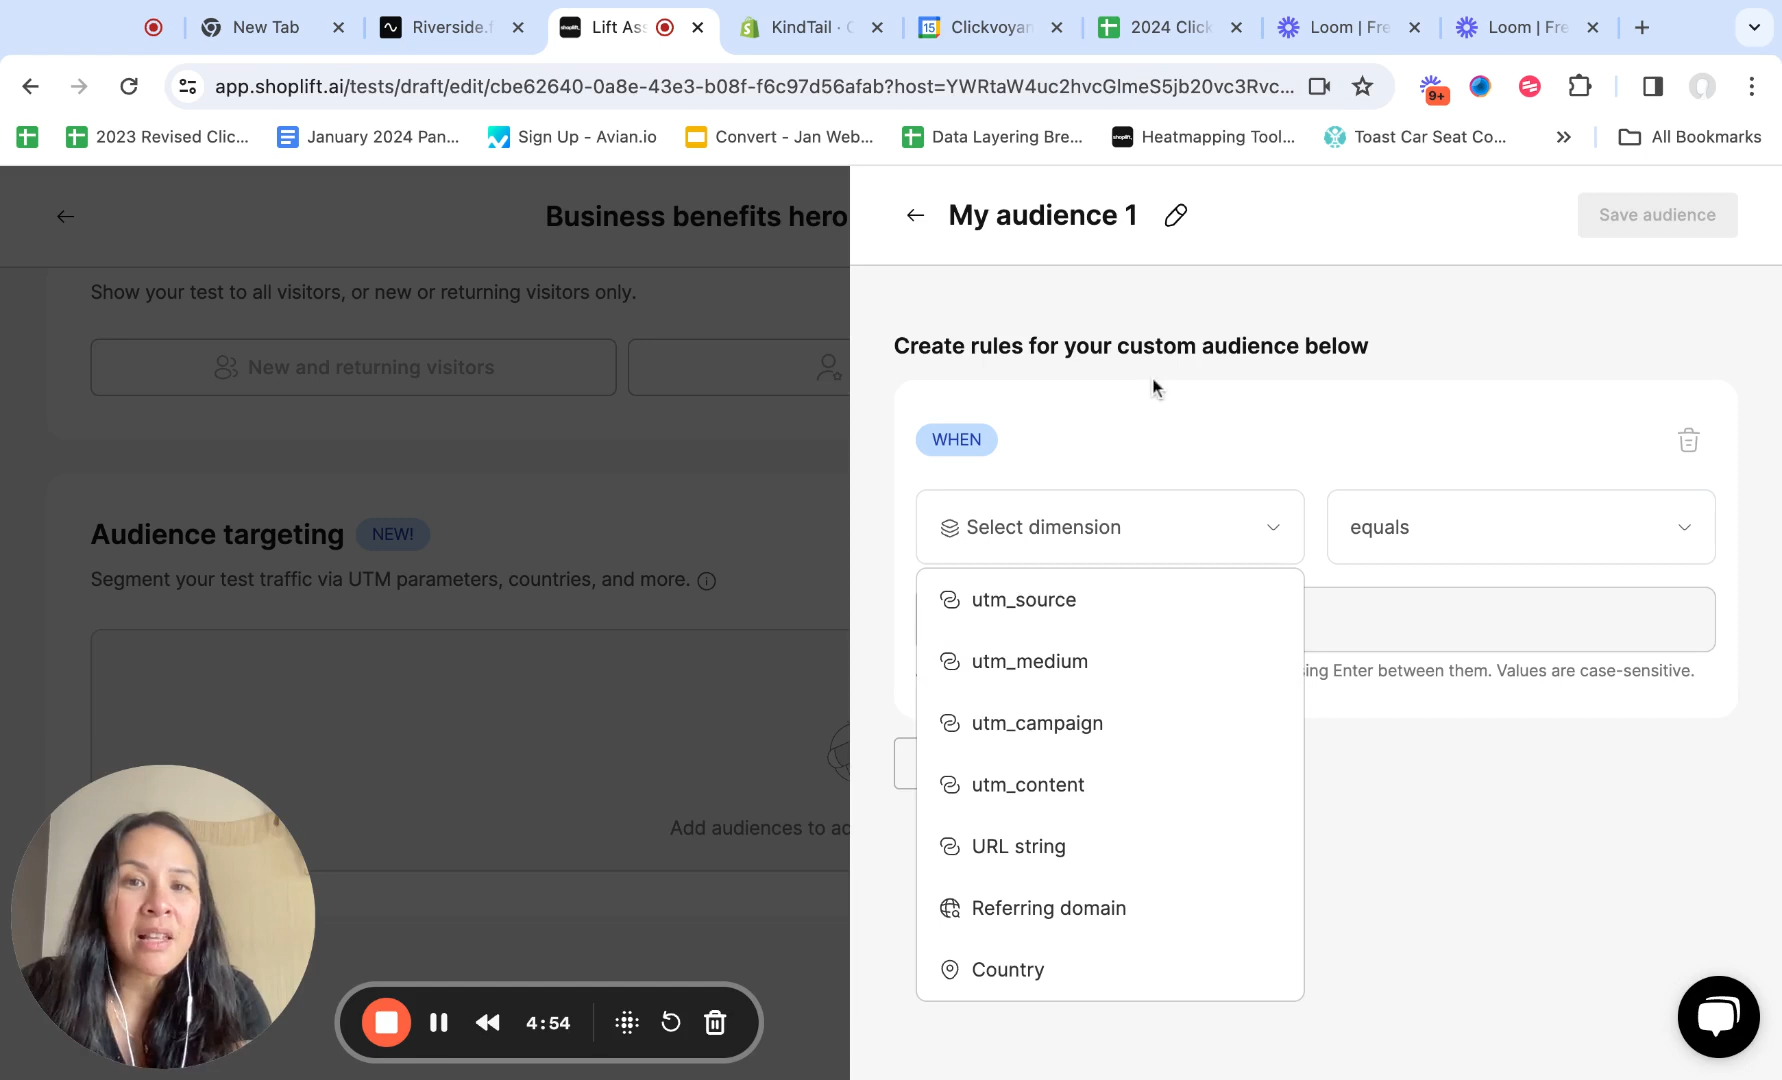 New Tab
Riverside.f
Lift Ass
KindTail · C
15
Clickvoyan
2024 Click
Loom | Fre
Loom | Fre
app.shoplift.ai/tests/draft/edit/cbe62640-0a8e-43e3-b08f-f6c97d56afab?host=YWRtaW4uc2hvcGlmeS5jb20vc3Rvc...
9+
2023 Revised Clic...
January 2024 Pan...
Sign Up - Avian.io
Convert - Jan Web...
Data Layering Bre...
Heatmapping Tool...
Toast Car Seat Co...
All Bookmarks
Business benefits hero
Show your test to all visitors, or new or returning visitors only.
New and returning visitors
Audience targeting
NEW!
Segment your test traffic via UTM parameters, countries, and more.
Add audiences to ad
4:54
My audience 1
Save audience
Create rules for your custom audience below
WHEN
Select dimension
equals
utm_source
utm_medium
ing Enter between them. Values are case-sensitive.
utm_campaign
utm_content
URL string
Referring domain
Country